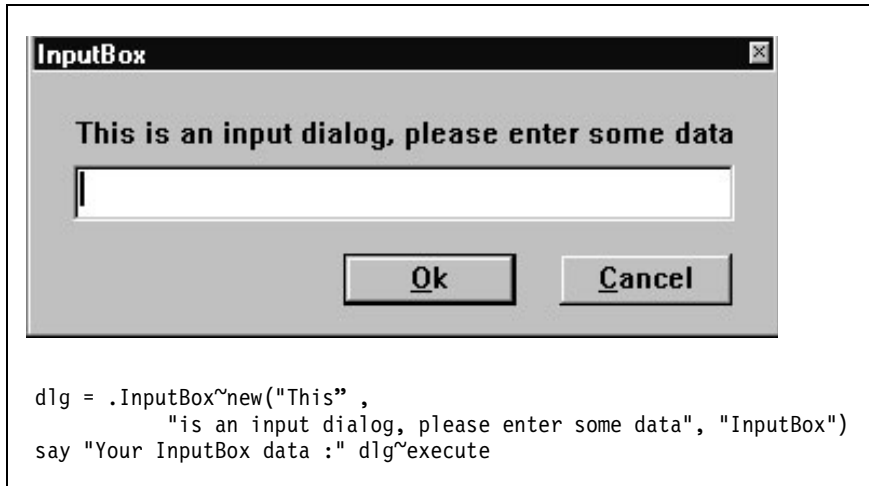 InputBox
This is an input dialog, please enter some data
Ok
Cancel
dlg = .InputBox~new("This” ,
"is an input dialog, please enter some data", "InputBox")
say "Your InputBox data :" dlg~execute